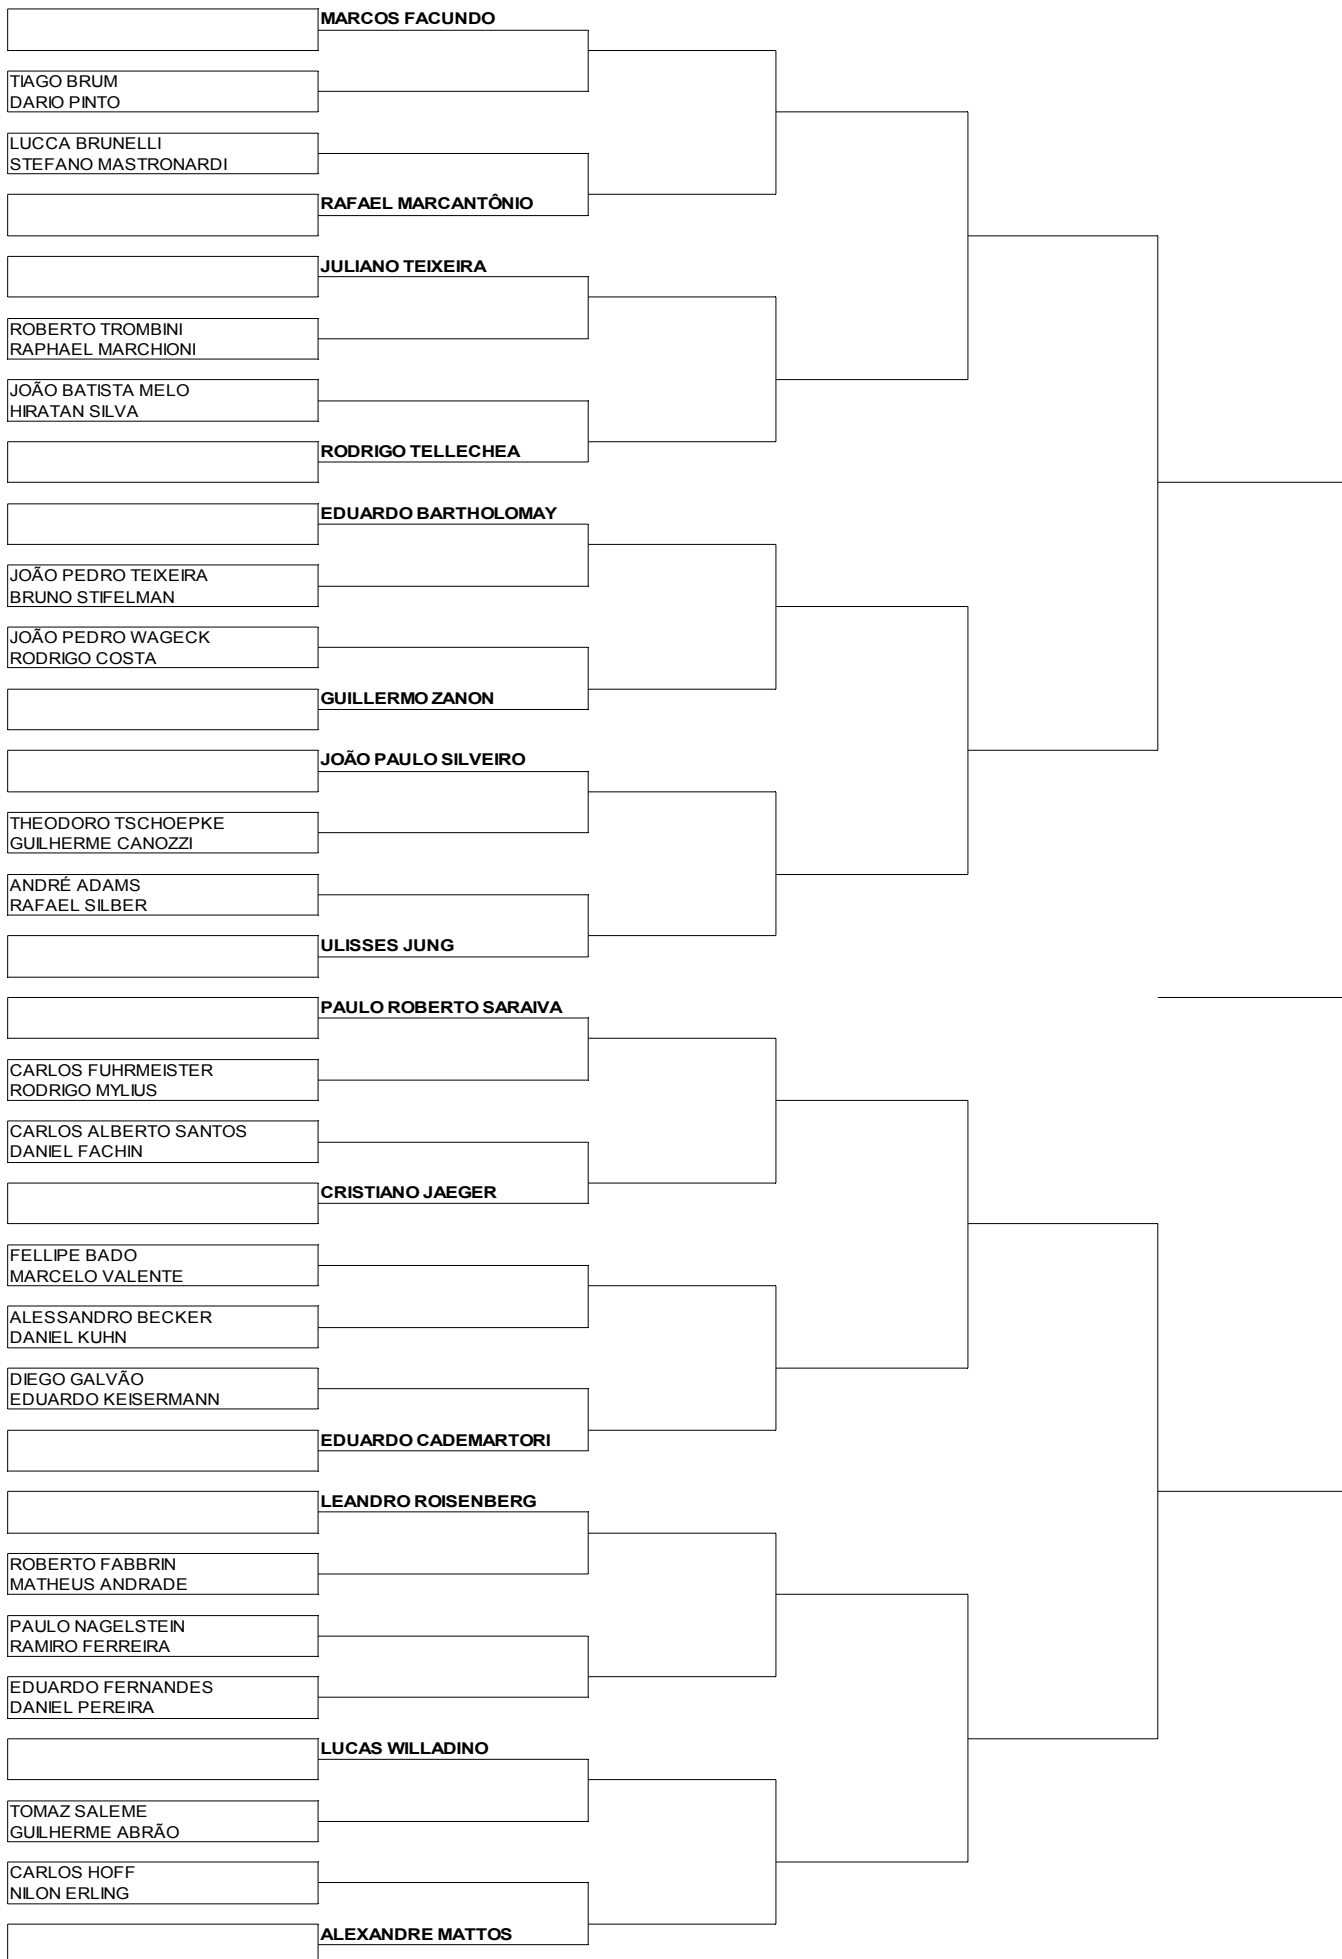 MARCOS FACUNDO
TIAGO BRUM
DARIO PINTO
LUCCA BRUNELLI
STEFANO MASTRONARDI
RAFAEL MARCANTÔNIO
JULIANO TEIXEIRA
ROBERTO TROMBINI
RAPHAEL MARCHIONI
JOÃO BATISTA MELO
HIRATAN SILVA
RODRIGO TELLECHEA
EDUARDO BARTHOLOMAY
JOÃO PEDRO TEIXEIRA
BRUNO STIFELMAN
JOÃO PEDRO WAGECK
RODRIGO COSTA
GUILLERMO ZANON
JOÃO PAULO SILVEIRO
THEODORO TSCHOEPKE
GUILHERME CANOZZI
ANDRÉ ADAMS
RAFAEL SILBER
ULISSES JUNG
PAULO ROBERTO SARAIVA
CARLOS FUHRMEISTER
RODRIGO MYLIUS
CARLOS ALBERTO SANTOS
DANIEL FACHIN
CRISTIANO JAEGER
FELLIPE BADO
MARCELO VALENTE
ALESSANDRO BECKER
DANIEL KUHN
DIEGO GALVÃO
EDUARDO KEISERMANN
EDUARDO CADEMARTORI
LEANDRO ROISENBERG
ROBERTO FABBRIN
MATHEUS ANDRADE
PAULO NAGELSTEIN
RAMIRO FERREIRA
EDUARDO FERNANDES
DANIEL PEREIRA
LUCAS WILLADINO
TOMAZ SALEME
GUILHERME ABRÃO
CARLOS HOFF
NILON ERLING
ALEXANDRE MATTOS